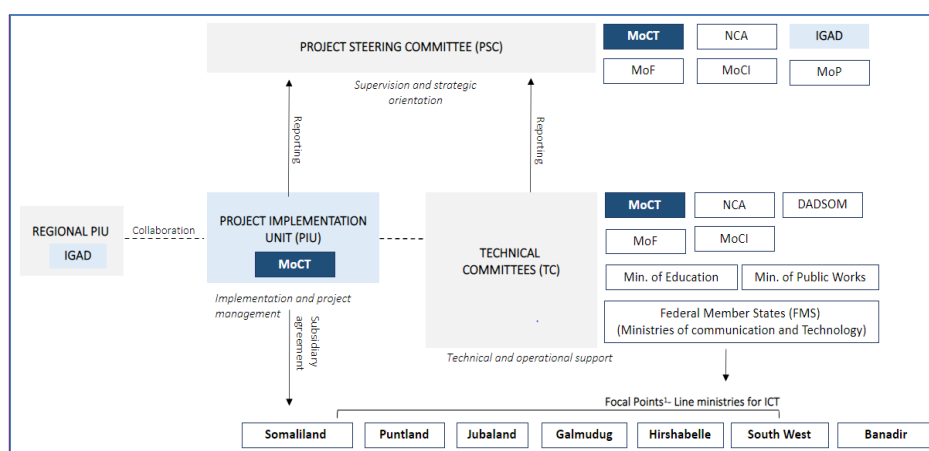 PROJECT STEERING COMMITTEE (PSC)
MoCT
NCA
IGAD
MoF
MoCI
MoP
Supervision and strategic
orientation
Reporting
Reporting
REGIONAL PIU
IGAD
Collaboration
PROJECT IMPLEMENTATION
UNIT (PIU)
MoCT
Implementation and project
management
TECHNICAL
COMMITTEES (TC)
Technical and operational support
MoCT
NCA
DADSOM
MoF
MoCI
Min. of Education
Min. of Public Works
Federal Member States (FMS)
(Ministries of communication and Technology)
Subsidiary
agreement
Focal Points¹- Line ministries for ICT
Somaliland
Puntland
Jubaland
Galmudug
Hirshabelle
South West
Banadir